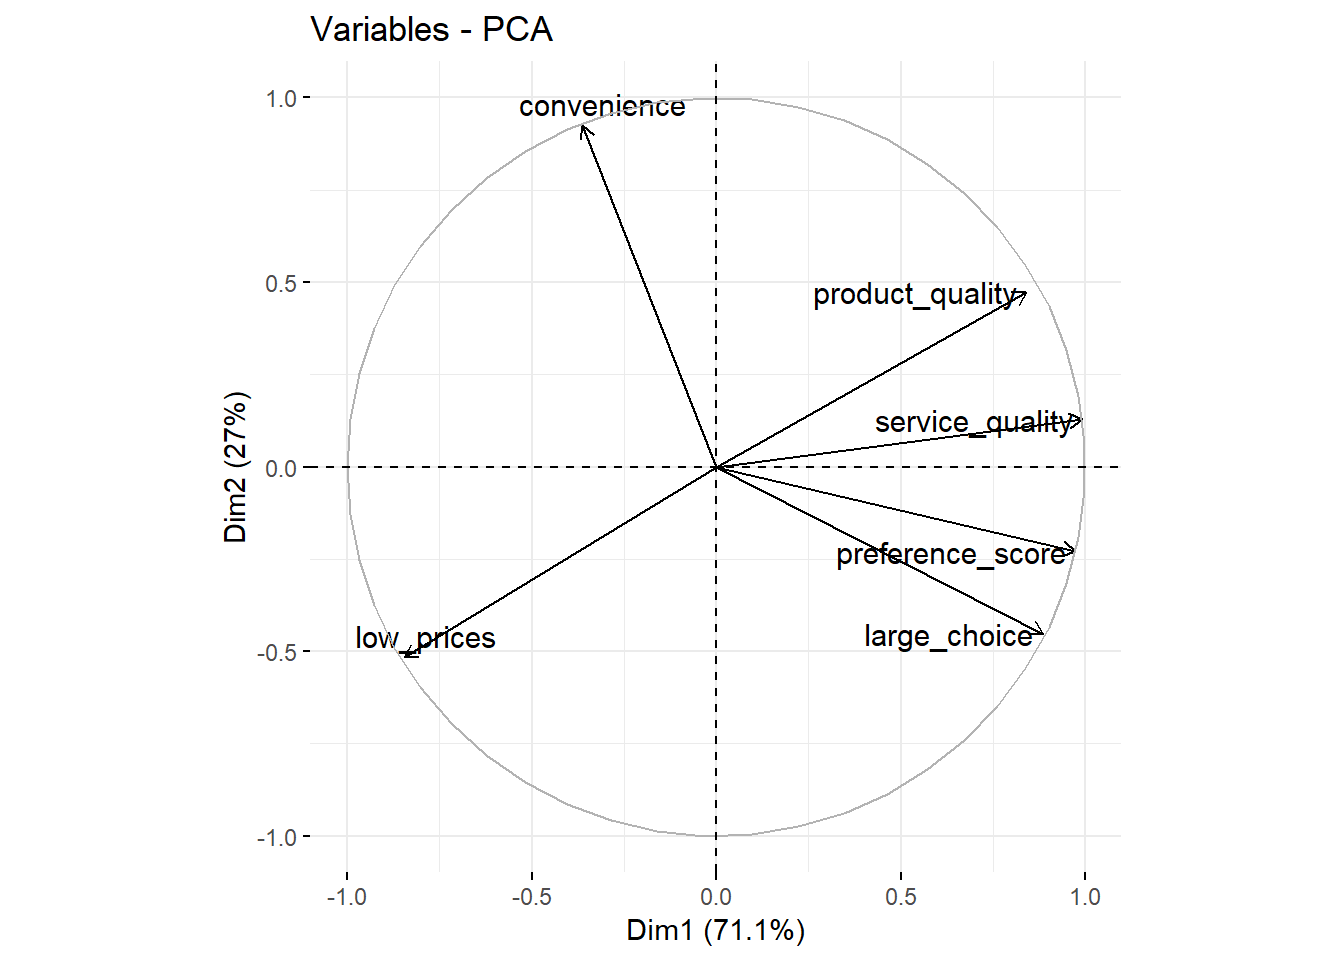 Variables - PCA
1.0
convenience
0.5
product_quality
service_quality
0.0
preference_score
large_choice
low_prices
-0.5
-1.0
-1.0
-0.5
0.0
0.5
1.0
Dim1 (71.1%)
Dim2 (27%)